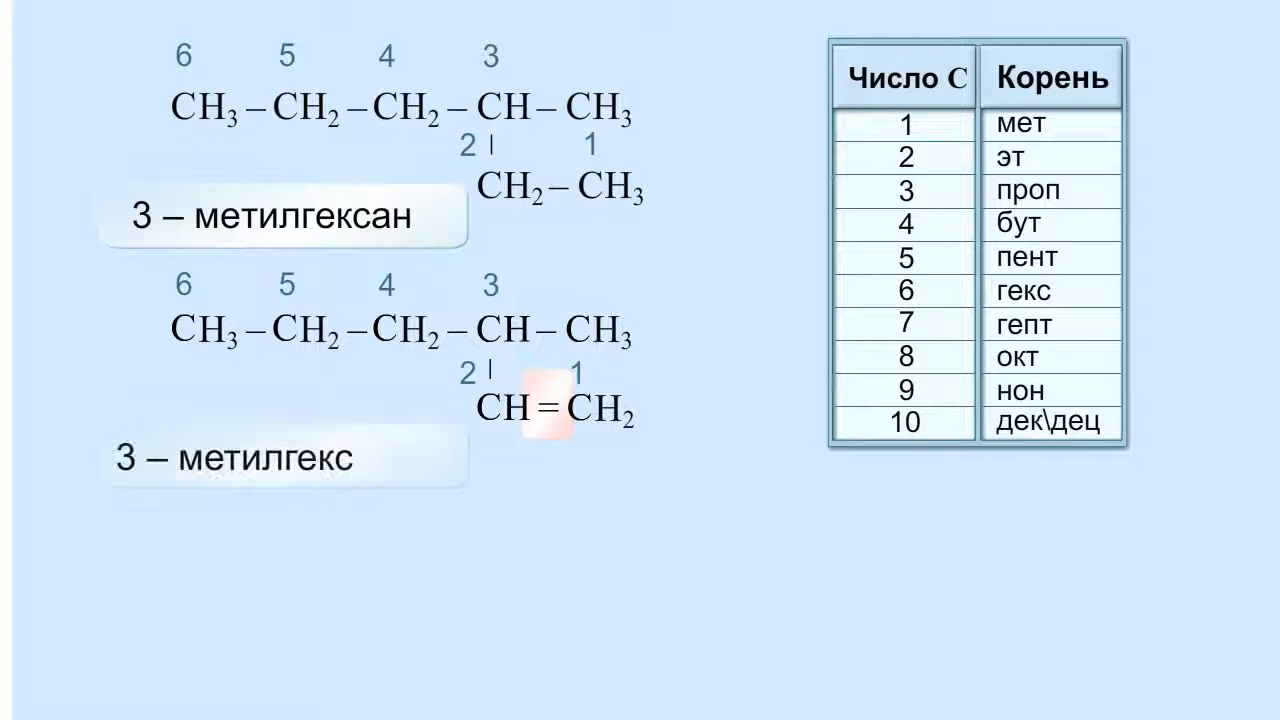 6 5 4 3
CH₃ – CH₂ – CH₂ – CH – CH₃
2 | 1
CH₂ – CH₃
3 – метилгексан
6 5 4 3
CH₃ – CH₂ – CH₂ – CH – CH₃
2 | 1
CH = CH₂
3 – метилгекс
Число С Корень
1 мет
2 эт
3 проп
4 бут
5 пент
6 гекс
7 гепт
8 окт
9 нон
10 дек\дец